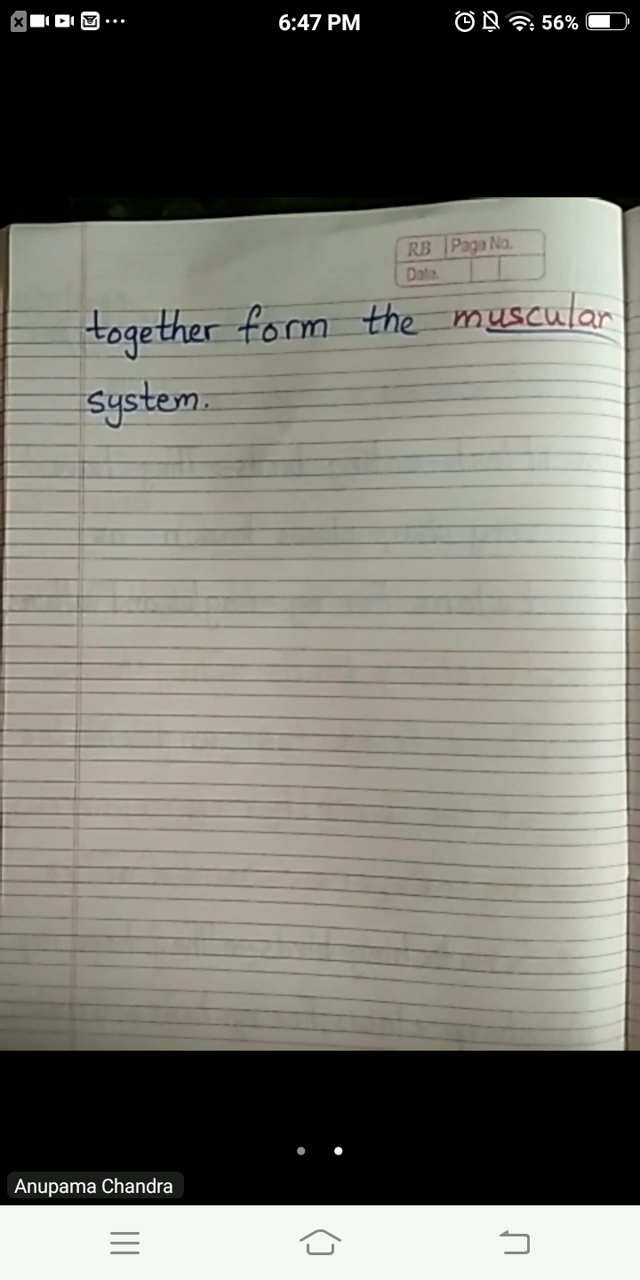 6:47 PM
56%
RB Page No.
Date.
together form the muscular
system.
Anupama Chandra